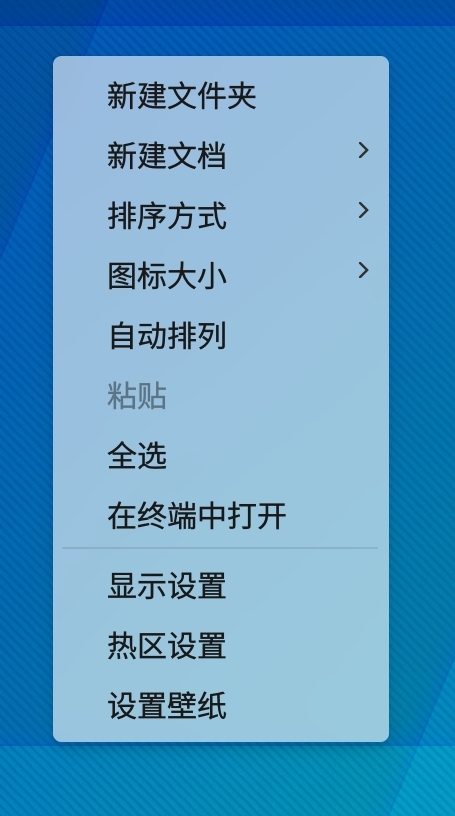 新建文件夹
新建文档
排序方式
图标大小
自动排列
粘贴
全选
在终端中打开
显示设置
热区设置
设置壁纸